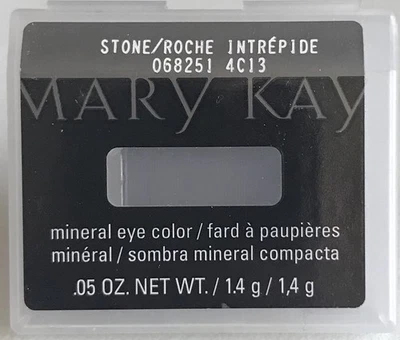 STONE/ROCHE INTRÉPIDE
068251 4C13
MARY KAY
mineral eye color / fard à paupières
minéral / sombra mineral compacta
.05 OZ. NET WT. / 1.4 g / 1,4 g